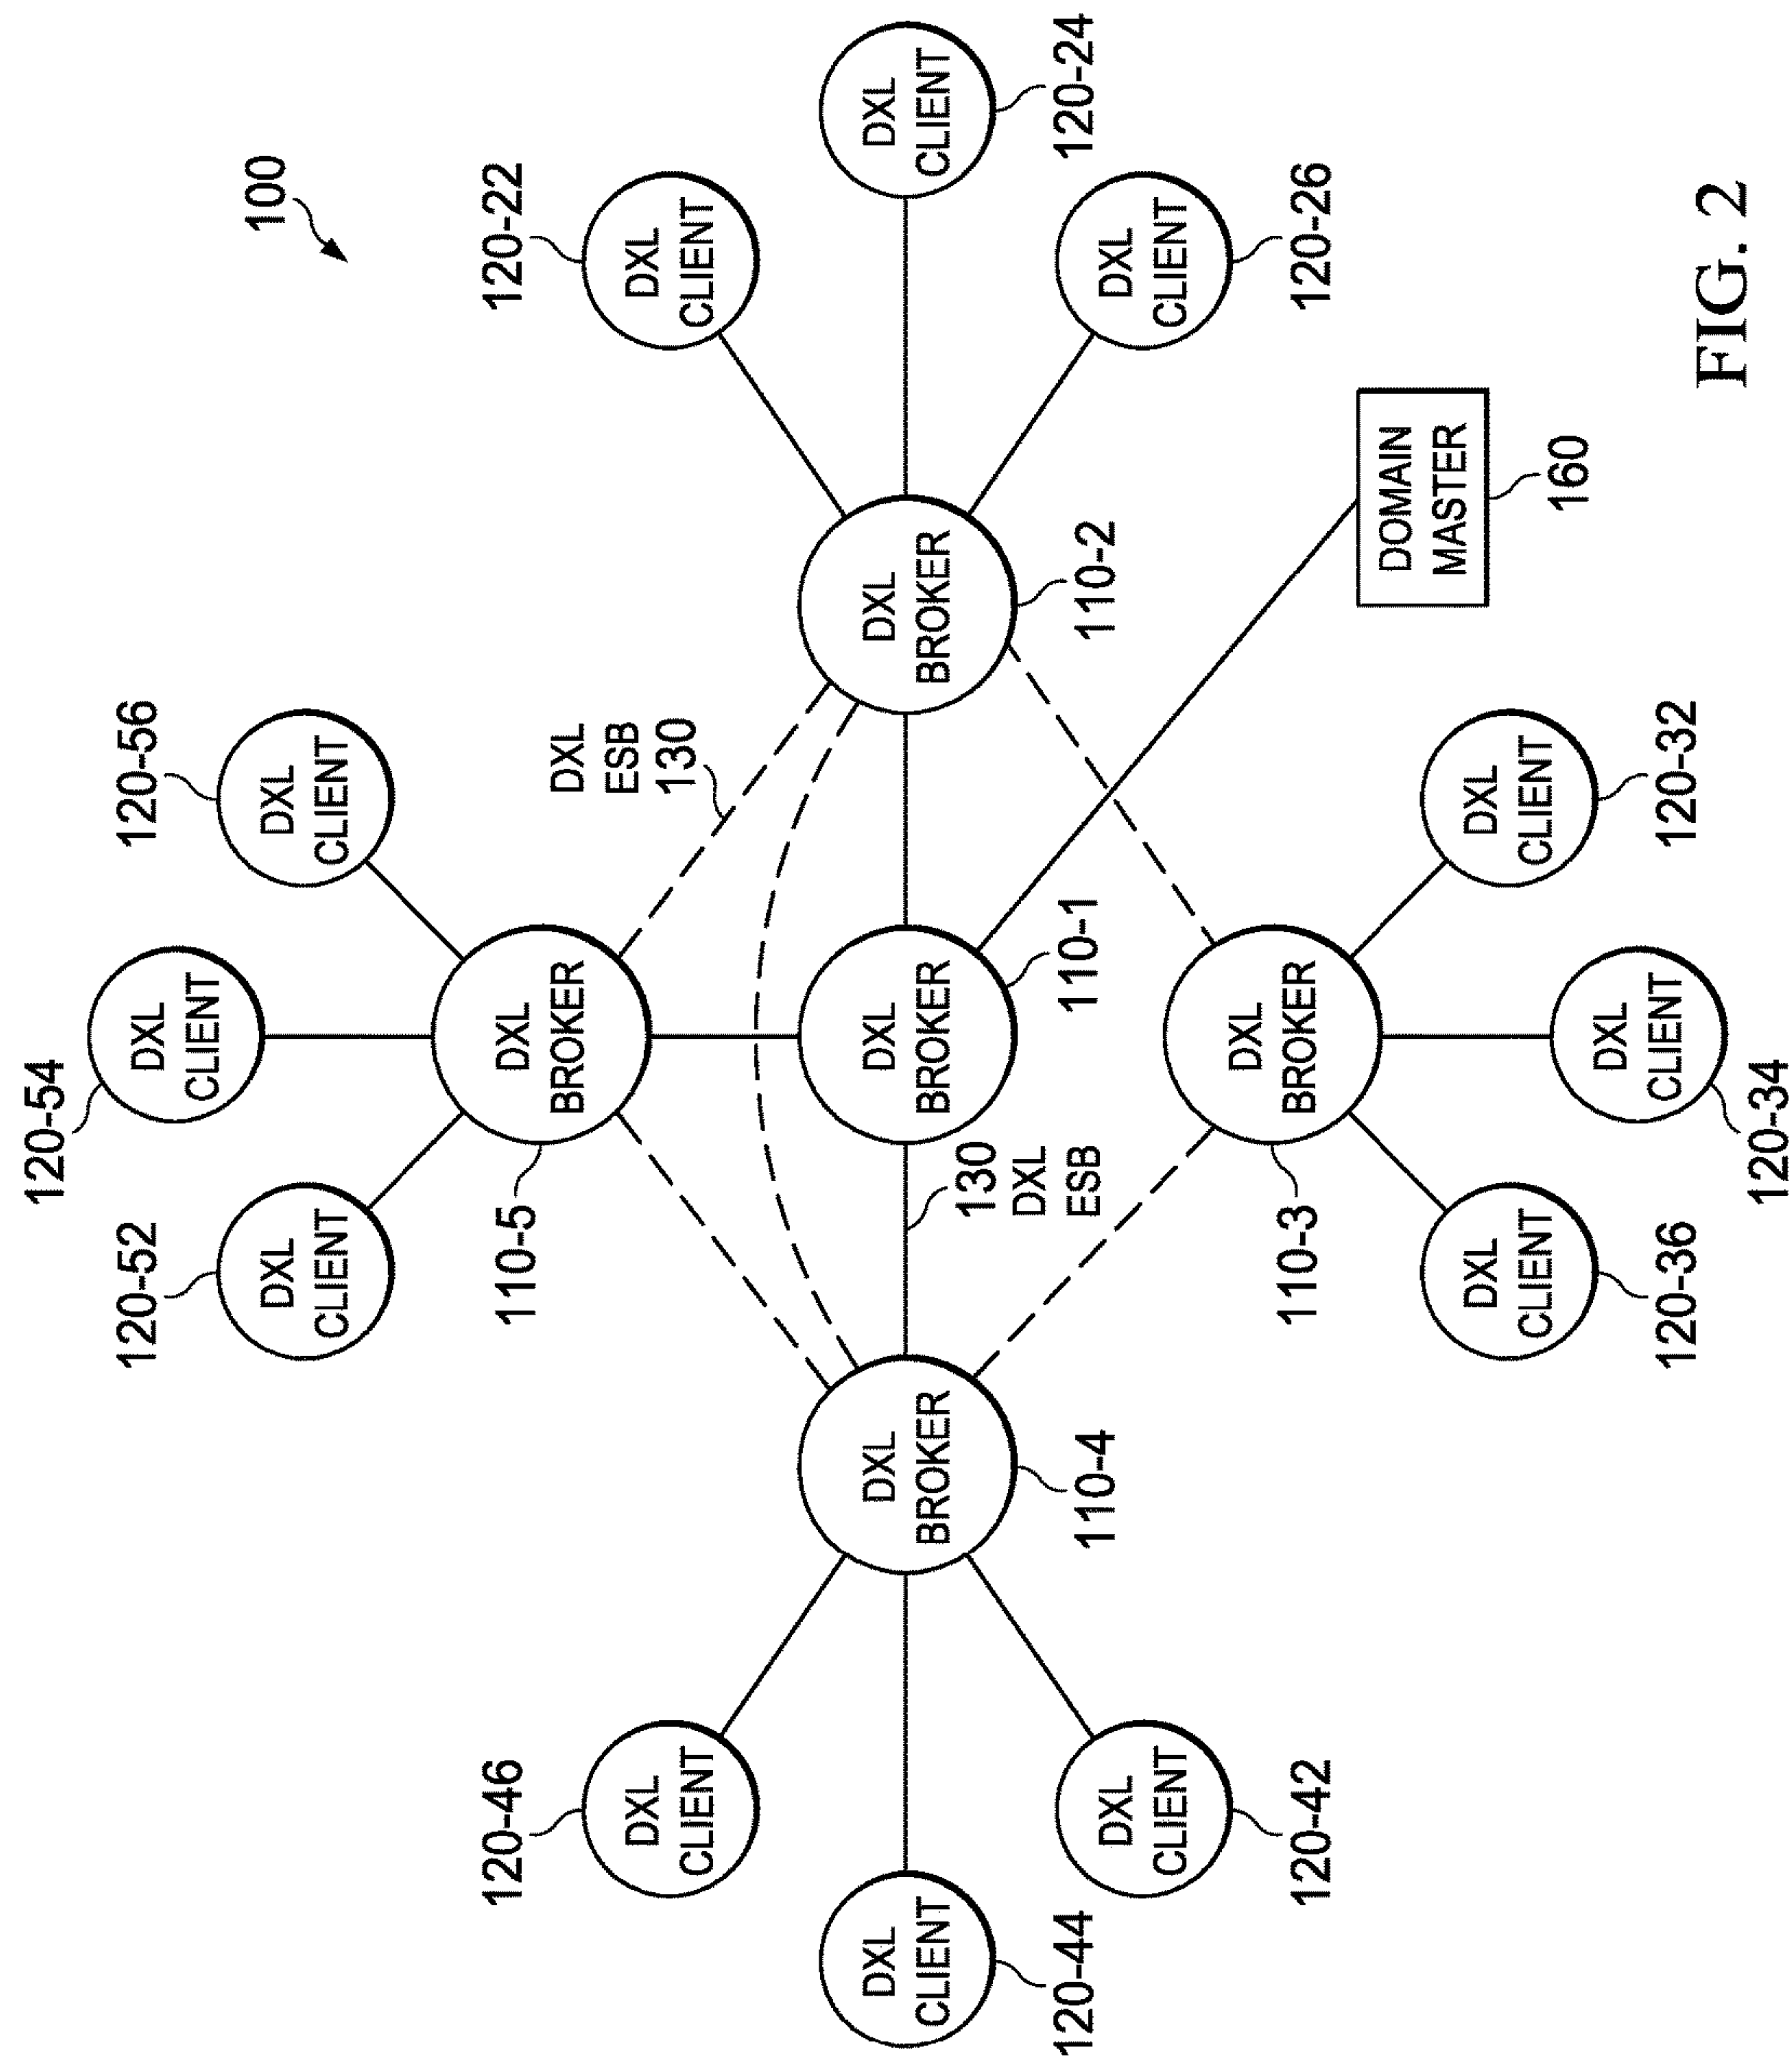 100
120-54
DXL
CLIENT
120-52
DXL
CLIENT
120-56
DXL
CLIENT
DXL
BROKER
110-5
DXL
ESB
130
120-46
DXL
CLIENT
120-22
DXL
CLIENT
120-44
DXL
CLIENT
DXL
BROKER
110-4
130
DXL
ESB
DXL
BROKER
110-1
DXL
BROKER
110-2
DXL
CLIENT
120-24
DXL
CLIENT
120-42
DXL
CLIENT
120-26
DXL
BROKER
110-3
DOMAIN
MASTER
160
DXL
CLIENT
120-36
DXL
CLIENT
120-34
DXL
CLIENT
120-32
FIG. 2